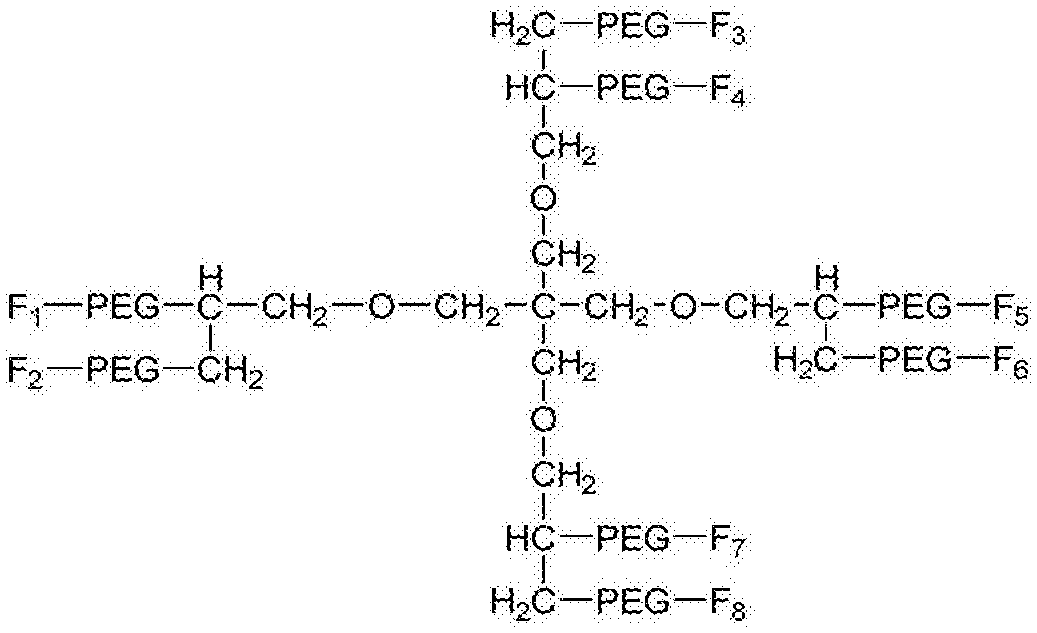 H₂C—PEG—F₃
HC—PEG—F₄
CH₂
O
CH₂
H H
F₁—PEG—C—CH₂—O—CH₂—C—CH₂-O—CH₂—C—PEG—F₅
F₂—PEG—CH₂ CH₂ H₂C—PEG—F₆
O
CH₂
HC—PEG—F₇
H₂C—PEG—F₈